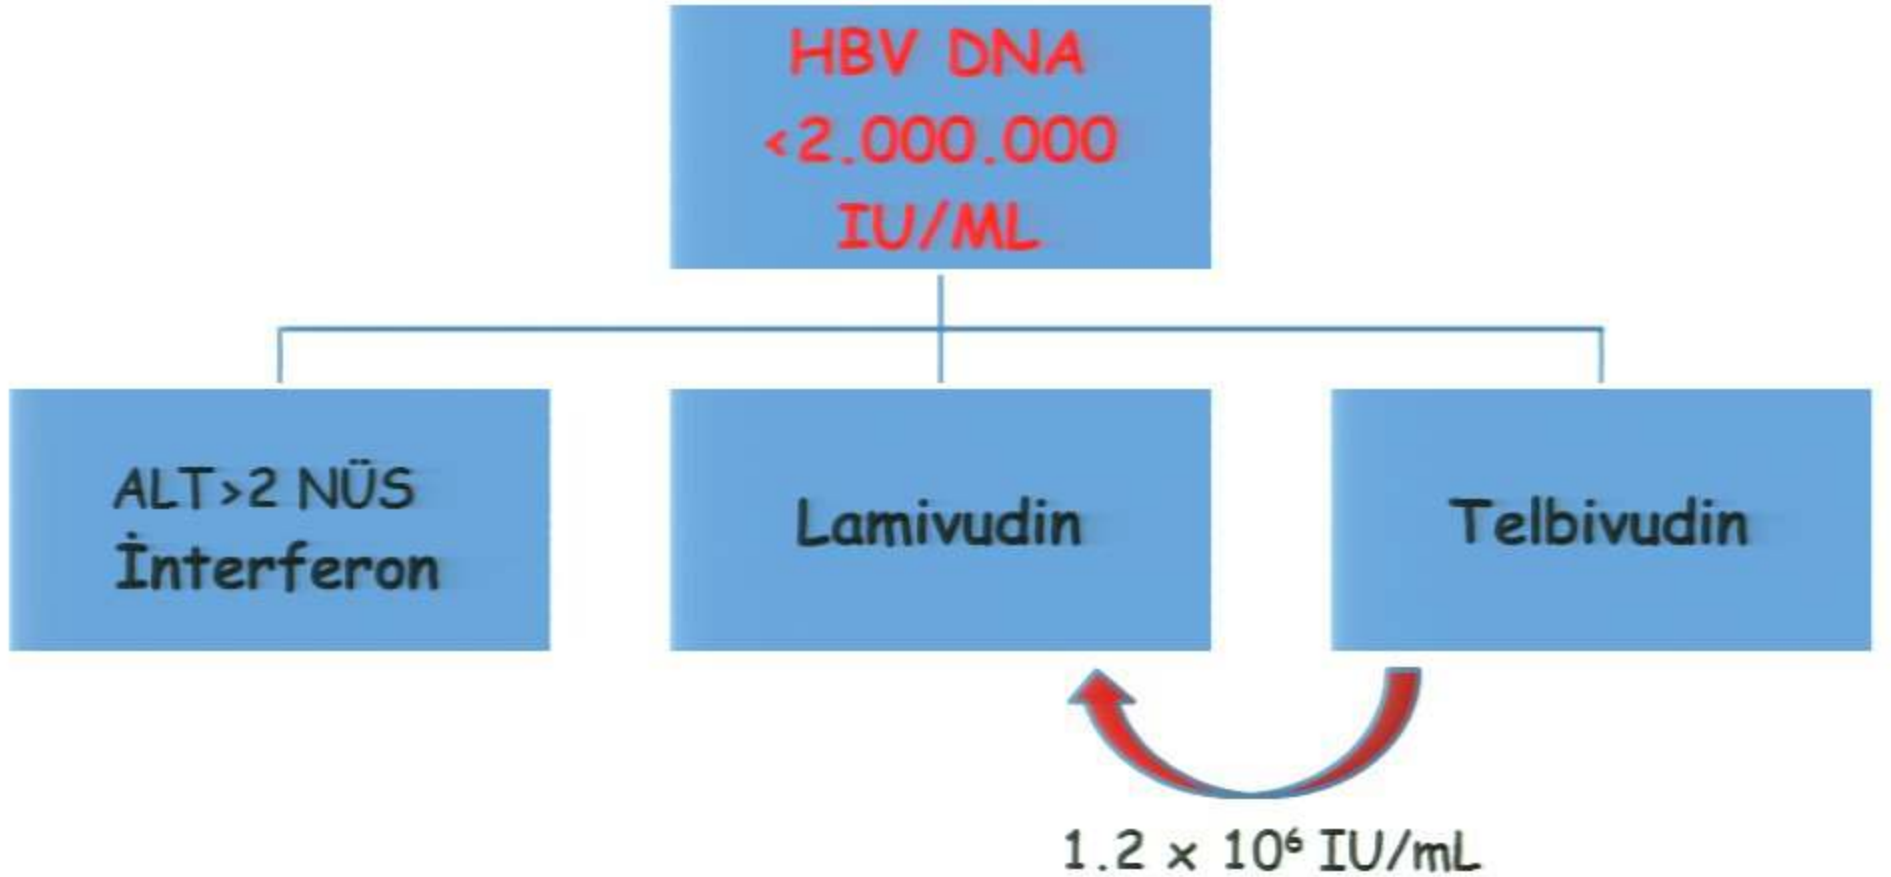 HBV DNA
<2.000.000
IU/ML
ALT>2 NÜS
İnterferon
Lamivudin
Telbivudin
1.2 x 10⁶ IU/mL